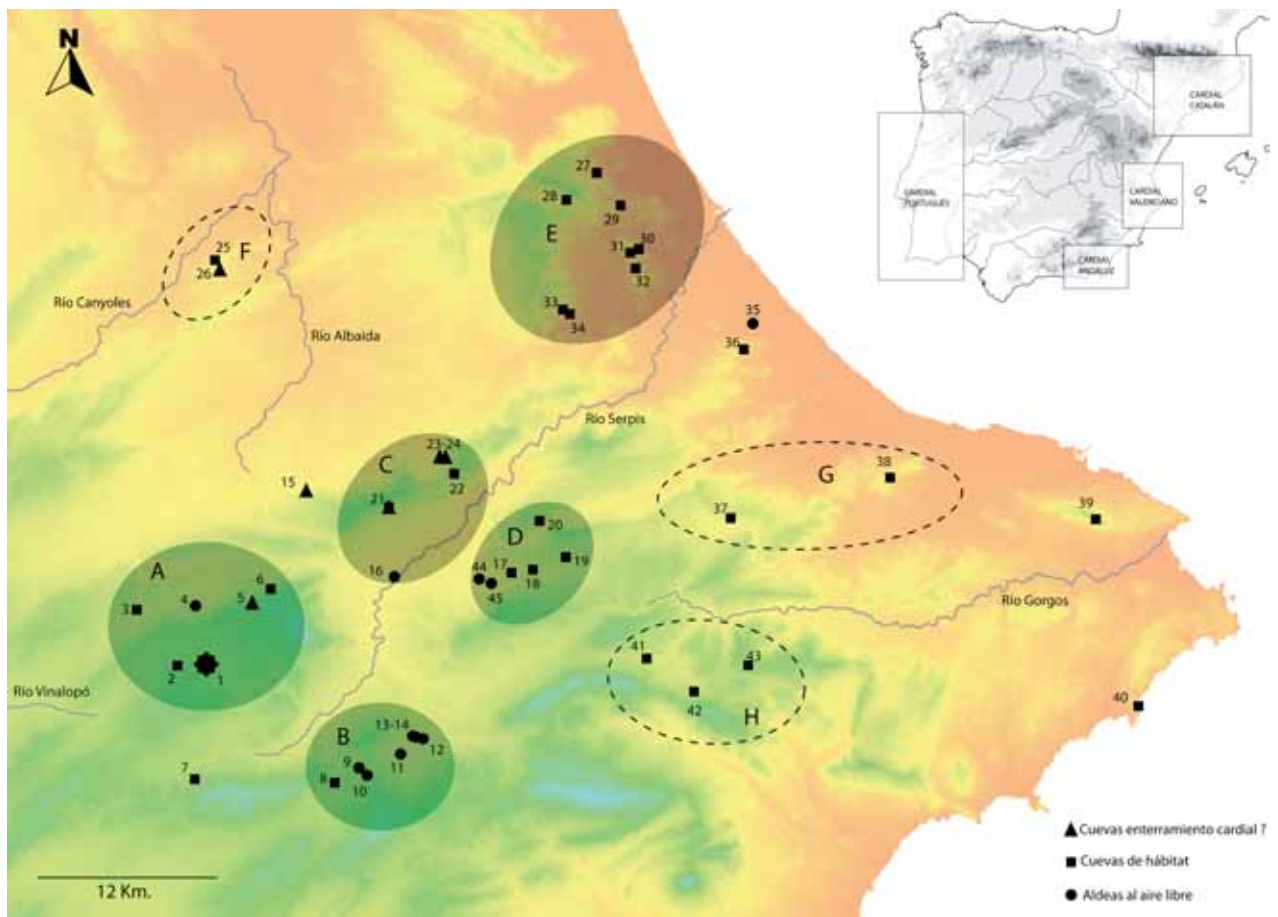 N
CARDIAL
CATALÁN
CARDIAL
PORTUGUÉS
CARDIAL
VALENCIANO
CARDIAL
ANDALUZ
27
28
29
E
30
31
32
33
34
25
F
26
Río Canyoles
Río Albaida
35
36
Río Serpis
23-24
C
22
21
15
G
38
37
39
D
20
19
17
18
44
45
16
A
6
5
4
3
2
1
Río Gorgos
41
43
42
H
40
Río Vinalopó
B
13-14
12
11
9
10
8
7
Cuevas enterramiento cardial ?
Cuevas de hábitat
Aldeas al aire libre
12 Km.